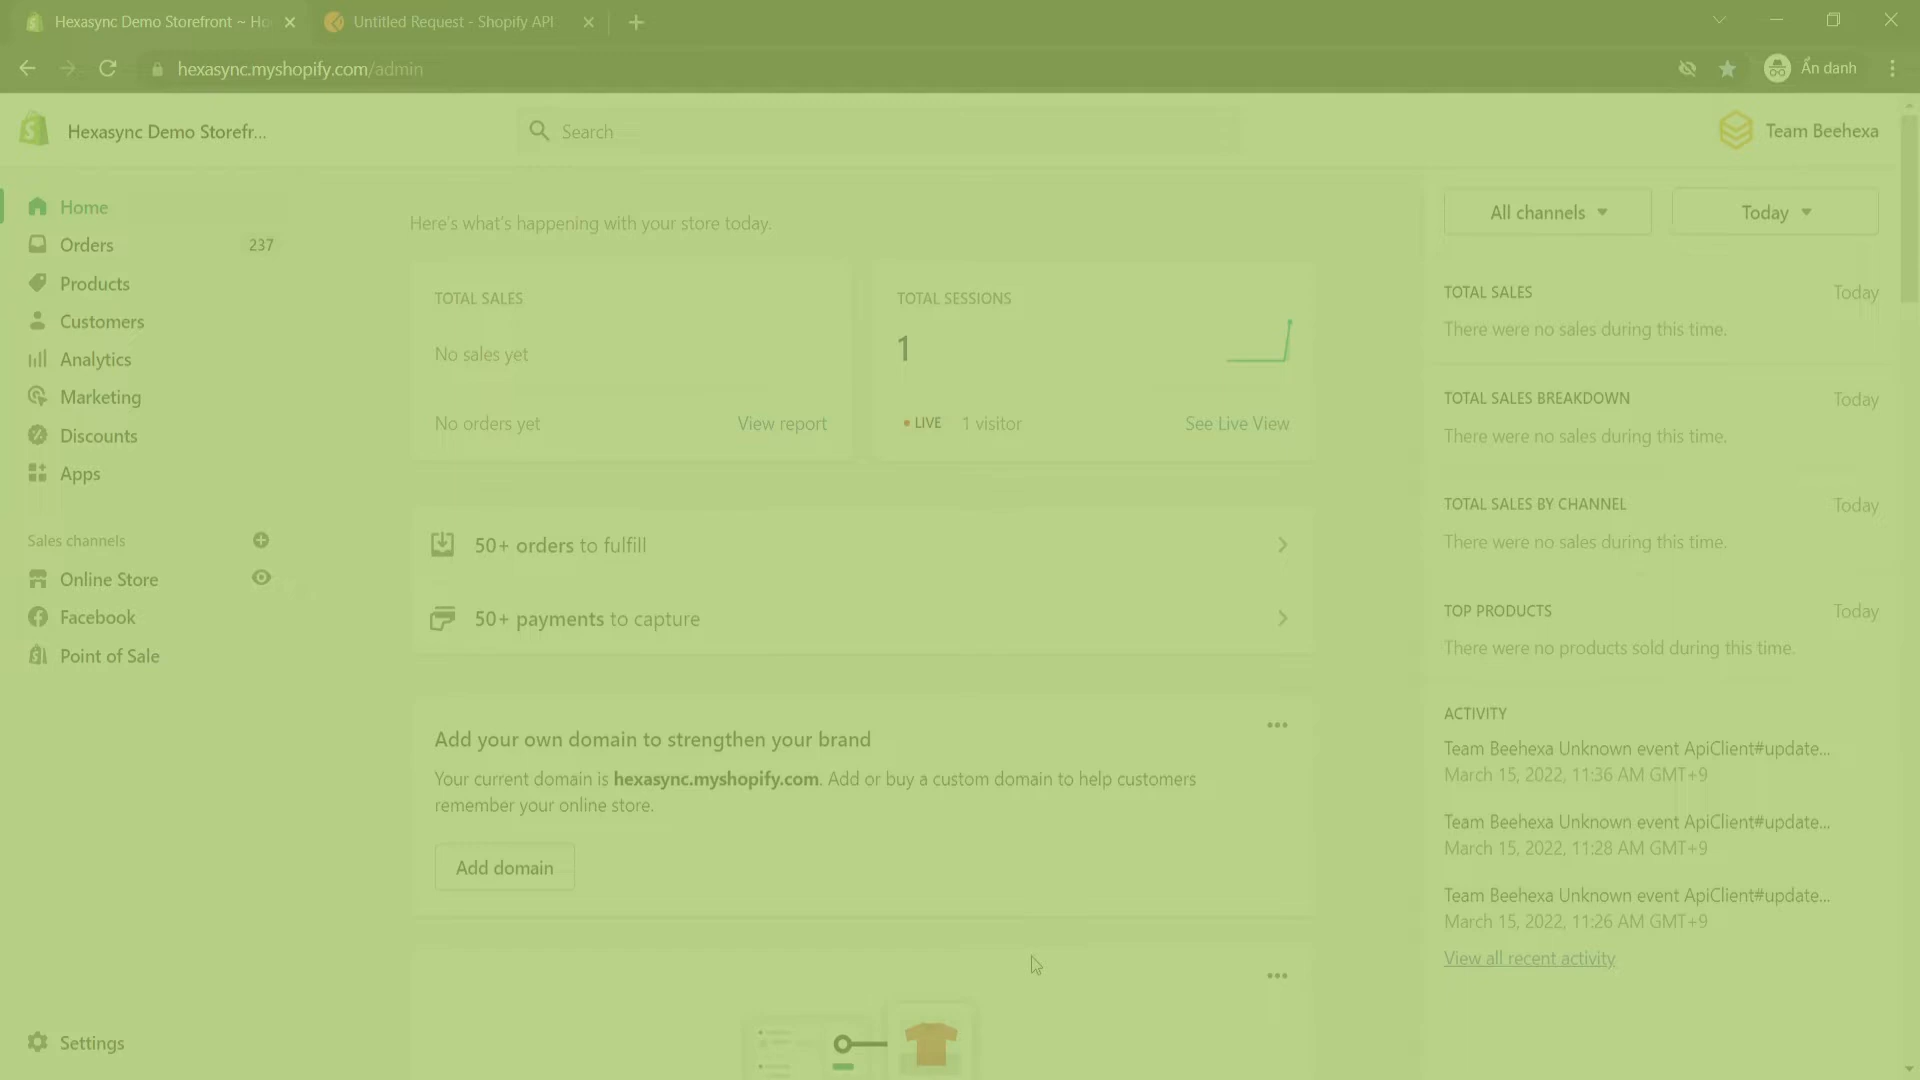 Hexasync Demo Storefront ~ Ho
Untitled Request - Shopify API
hexasync.myshopify.com/admin
Ẩn danh
Hexasync Demo Storefr...
Search
Team Beehexa
Home
Orders 237
Products
Customers
Analytics
Marketing
Discounts
Apps
Sales channels
Online Store
Facebook
Point of Sale
Settings
Here's what's happening with your store today.
TOTAL SALES
No sales yet
No orders yet View report
TOTAL SESSIONS
1
• LIVE 1 visitor See Live View
50+ orders to fulfill
50+ payments to capture
Add your own domain to strengthen your brand
Your current domain is hexasync.myshopify.com. Add or buy a custom domain to help customers
remember your online store.
Add domain
All channels Today
TOTAL SALES Today
There were no sales during this time.
TOTAL SALES BREAKDOWN Today
There were no sales during this time.
TOTAL SALES BY CHANNEL Today
There were no sales during this time.
TOP PRODUCTS Today
There were no products sold during this time.
ACTIVITY
Team Beehexa Unknown event ApiClient#update...
March 15, 2022, 11:36 AM GMT+9
Team Beehexa Unknown event ApiClient#update...
March 15, 2022, 11:28 AM GMT+9
Team Beehexa Unknown event ApiClient#update...
March 15, 2022, 11:26 AM GMT+9
View all recent activity